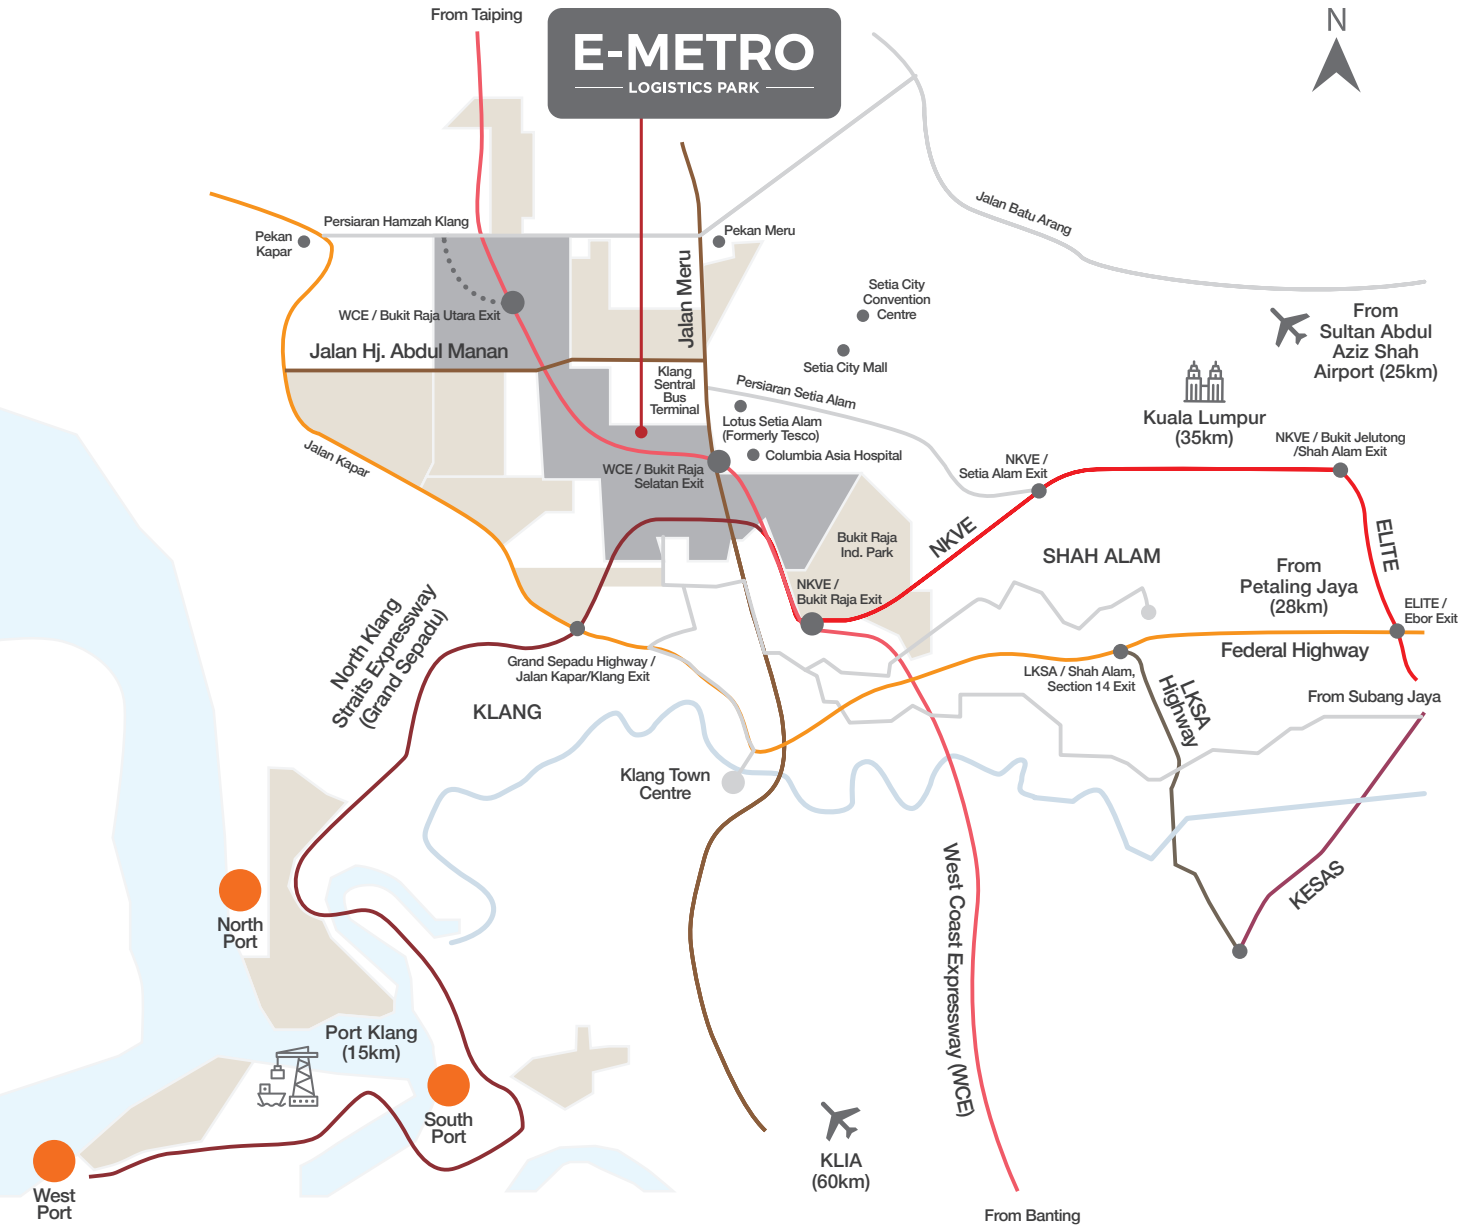 From Taiping
E-METRO
LOGISTICS PARK
N
Jalan Batu Arang
Persiaran Hamzah Klang
Pekan
Kapar
Pekan Meru
Jalan Meru
Setia City
Convention
Centre
WCE / Bukit Raja Utara Exit
From
Sultan Abdul
Aziz Shah
Airport (25km)
Jalan Hj. Abdul Manan
Setia City Mall
Klang
Sentral
Bus
Terminal
Persiaran Setia Alam
Kuala Lumpur
(35km)
Lotus Setia Alam
(Formerly Tesco)
Columbia Asia Hospital
Jalan Kapar
WCE / Bukit Raja
Selatan Exit
NKVE /
Setia Alam Exit
NKVE / Bukit Jelutong
/Shah Alam Exit
NKVE
ELITE
Bukit Raja
Ind. Park
SHAH ALAM
From
Petaling Jaya
(28km)
NKVE /
Bukit Raja Exit
ELITE /
Ebor Exit
North Klang
Straits Expressway
(Grand Sepadu)
Grand Sepadu Highway /
Jalan Kapar/Klang Exit
Federal Highway
LKSA / Shah Alam,
Section 14 Exit
LKSA
Highway
From Subang Jaya
KLANG
Klang Town
Centre
KESAS
West Coast Expressway (WCE)
North
Port
Port Klang
(15km)
South
Port
West
Port
KLIA
(60km)
From Banting